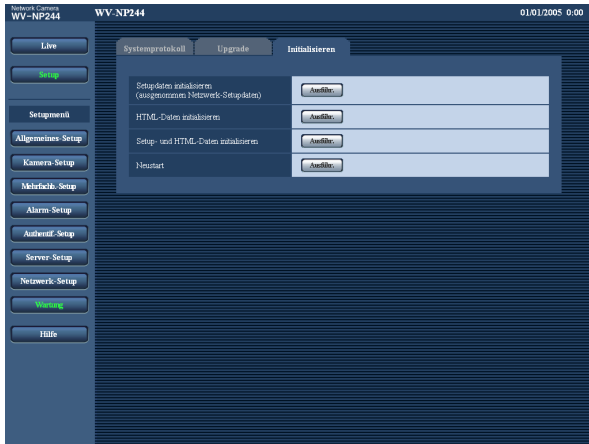 Network Camera
WV-NP244
WV-NP244
01/01/2005 0:00
Live
Setup
Setupmenü
Allgemeines-Setup
Kamera-Setup
Mehrfachb.-Setup
Alarm-Setup
Authentif.-Setup
Server-Setup
Netzwerk-Setup
Wartung
Hilfe
Systemprotokoll
Upgrade
Initialisieren
Setupdaten initialisieren
(ausgenommen Netzwerk-Setupdaten)
Ausführ.
HTML-Daten initialisieren
Ausführ.
Setup- und HTML-Daten initialisieren
Ausführ.
Neustart
Ausführ.